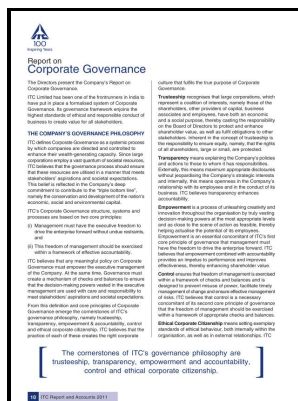 100
Inspiring Years
Report on
Corporate Governance
The Directors present the Company's Report on
Corporate Governance.
ITC Limited has been one of the frontrunners in India to
have put in place a formalised system of Corporate
Governance. Its governance framework enjoins the
highest standards of ethical and responsible conduct of
business to create value for all stakeholders.
THE COMPANY'S GOVERNANCE PHILOSOPHY
ITC defines Corporate Governance as a systemic process
by which companies are directed and controlled to
enhance their wealth-generating capacity. Since large
corporations employ a vast quantum of societal resources,
ITC believes that the governance process should ensure
that these resources are utilised in a manner that meets
stakeholders' aspirations and societal expectations.
This belief is reflected in the Company's deep
commitment to contribute to the "triple bottom line",
namely the conservation and development of the nation's
economic, social and environmental capital.
ITC's Corporate Governance structure, systems and
processes are based on two core principles:
(i) Management must have the executive freedom to
drive the enterprise forward without undue restraints,
and
(ii) This freedom of management should be exercised
within a framework of effective accountability.
ITC believes that any meaningful policy on Corporate
Governance must empower the executive management
of the Company. At the same time, Governance must
create a mechanism of checks and balances to ensure
that the decision-making powers vested in the executive
management are used with care and responsibility to
meet stakeholders' aspirations and societal expectations.
From this definition and core principles of Corporate
Governance emerge the cornerstones of ITC's
governance philosophy, namely trusteeship,
transparency, empowerment & accountability, control
and ethical corporate citizenship. ITC believes that the
practice of each of these creates the right corporate
culture that fulfils the true purpose of Corporate
Governance.
Trusteeship recognises that large corporations, which
represent a coalition of interests, namely those of the
shareholders, other providers of capital, business
associates and employees, have both an economic
and a social purpose, thereby casting the responsibility
on the Board of Directors to protect and enhance
shareholder value, as well as fulfil obligations to other
stakeholders. Inherent in the concept of trusteeship is
the responsibility to ensure equity, namely, that the rights
of all shareholders, large or small, are protected.
Transparency means explaining the Company's policies
and actions to those to whom it has responsibilities.
Externally, this means maximum appropriate disclosures
without jeopardising the Company's strategic interests
and internally, this means openness in the Company's
relationship with its employees and in the conduct of its
business. ITC believes transparency enhances
accountability.
Empowerment is a process of unleashing creativity and
innovation throughout the organisation by truly vesting
decision-making powers at the most appropriate levels
and as close to the scene of action as feasible, thereby
helping actualise the potential of its employees.
Empowerment is an essential concomitant of ITC's first
core principle of governance that management must
have the freedom to drive the enterprise forward. ITC
believes that empowerment combined with accountability
provides an impetus to performance and improves
effectiveness, thereby enhancing shareholder value.
Control ensures that freedom of management is exercised
within a framework of checks and balances and is
designed to prevent misuse of power, facilitate timely
management of change and ensure effective management
of risks. ITC believes that control is a necessary
concomitant of its second core principle of governance
that the freedom of management should be exercised
within a framework of appropriate checks and balances.
Ethical Corporate Citizenship means setting exemplary
standards of ethical behaviour, both internally within the
organisation, as well as in external relationships. ITC
The cornerstones of ITC's governance philosophy are
trusteeship, transparency, empowerment and accountability,
control and ethical corporate citizenship.
10 ITC Report and Accounts 2011